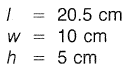 l = 20.5 cm
w = 10 cm
h = 5 cm